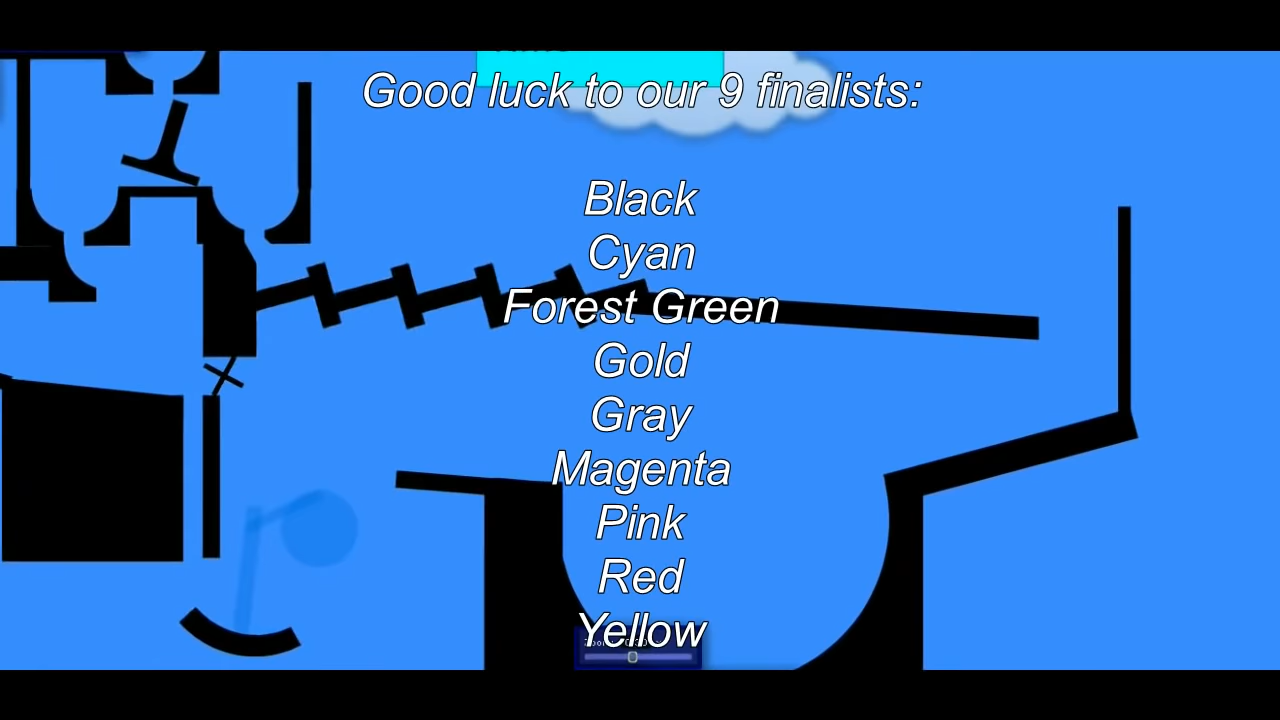 Good luck to our 9 finalists:
Black
Cyan
Forest Green
Gold
Gray
Magenta
Pink
Red
Yellow